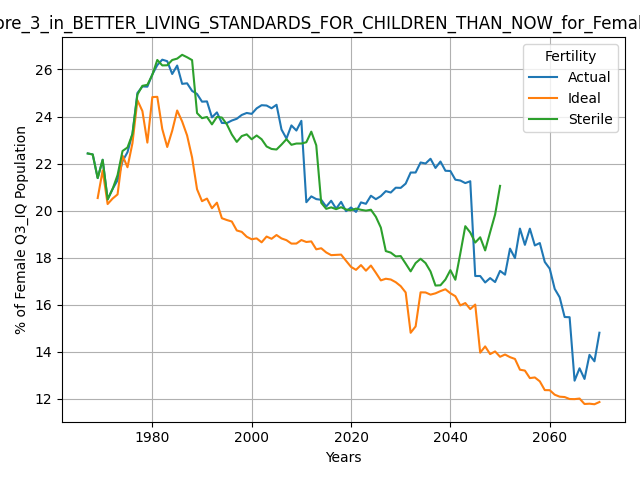 ore_3_in_BETTER_LIVING_STANDARDS_FOR_CHILDREN_THAN_NOW_for_Femal
Fertility
Actual
Ideal
Sterile
% of Female Q3_IQ Population
26
24
22
20
18
16
14
12
1980
2000
2020
2040
2060
Years